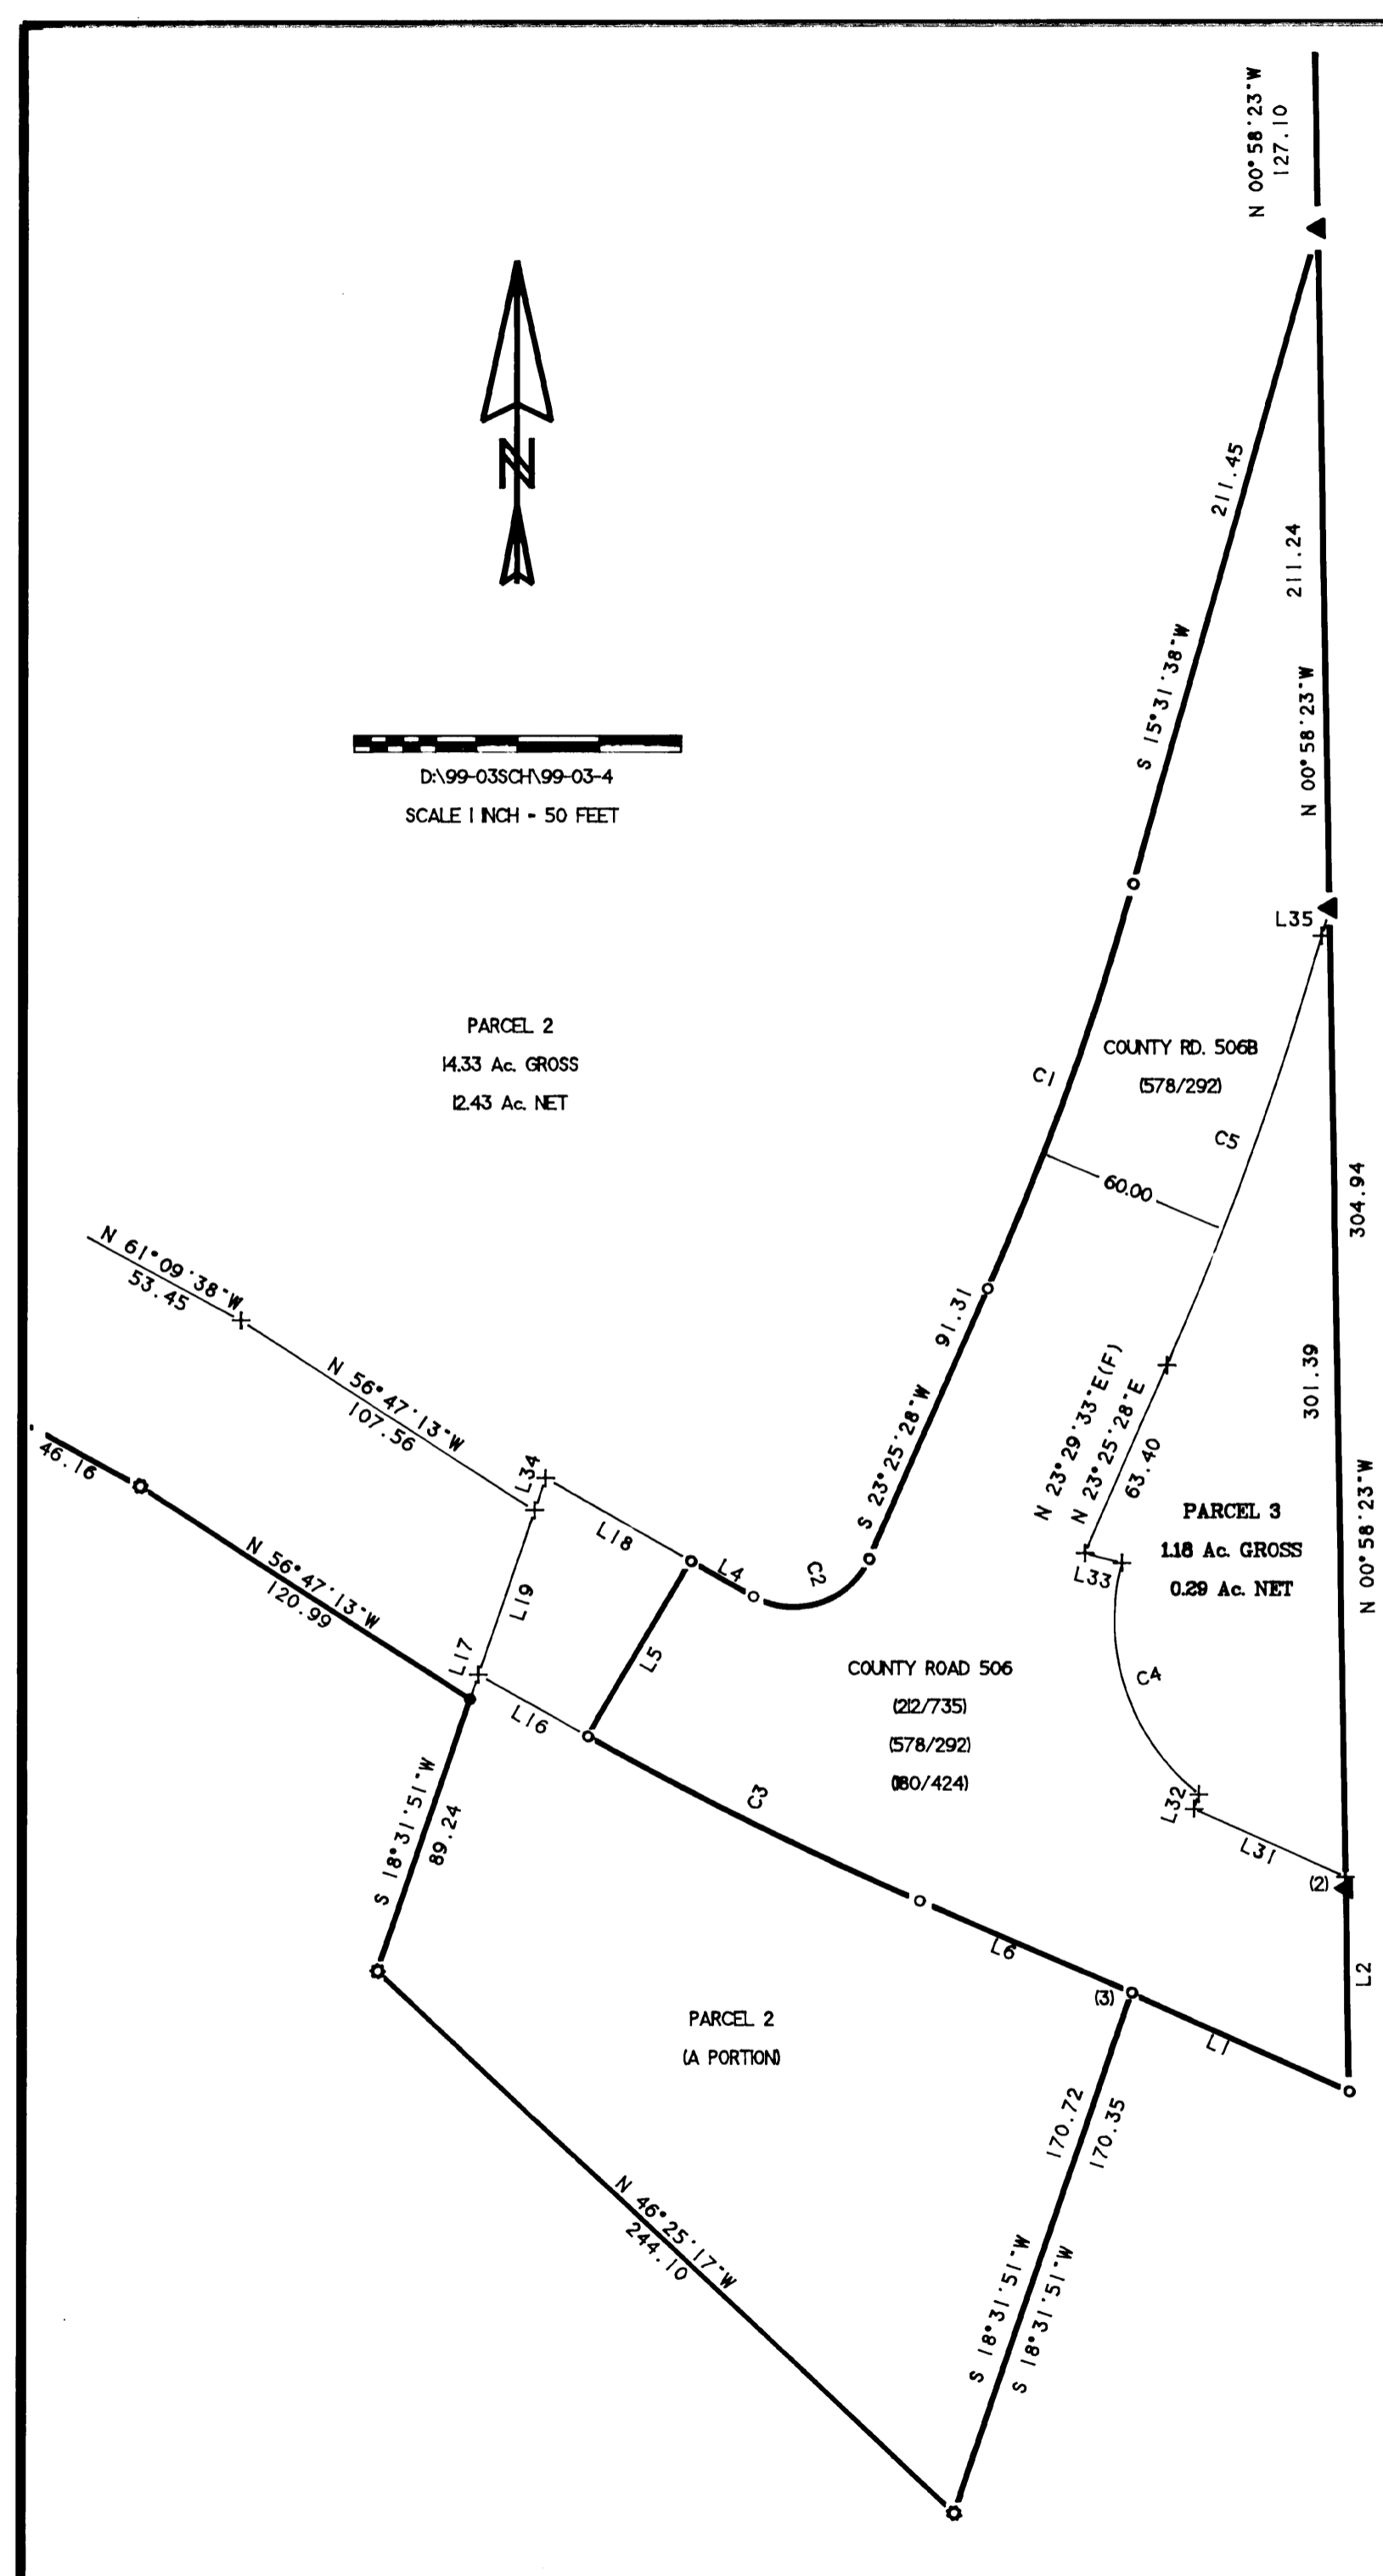 N 00°58'23"W
127.10
N
211.45
211.24
S 15°31'38"W
N 00°58'23"W
D:\99-03SCH\99-03-4
SCALE 1 INCH = 50 FEET
L35
PARCEL 2
14.33 Ac. GROSS
12.43 Ac. NET
COUNTY RD. 506B
(578/292)
C1
C5
60.00
304.94
N 61°09'38"W
53.45
91.31
S 23°25'28"W
N 56°47'13"W
107.56
301.39
N 23°29'33"E(F)
N 23°25'28"E
63.40
46.16
L34
L18
N 00°58'23"W
PARCEL 3
1.18 Ac. GROSS
0.29 Ac. NET
L4
C2
L33
N 56°47'13"W
120.99
L19
L17
L5
L16
COUNTY ROAD 506
(212/735)
(578/292)
(180/424)
C4
C3
L32
L31
(2)
S 18°31'51"W
89.24
L6
L2
(3)
L1
PARCEL 2
(A PORTION)
170.72
170.35
N 46°25'17"W
244.10
S 18°31'51"W
S 18°31'51"W